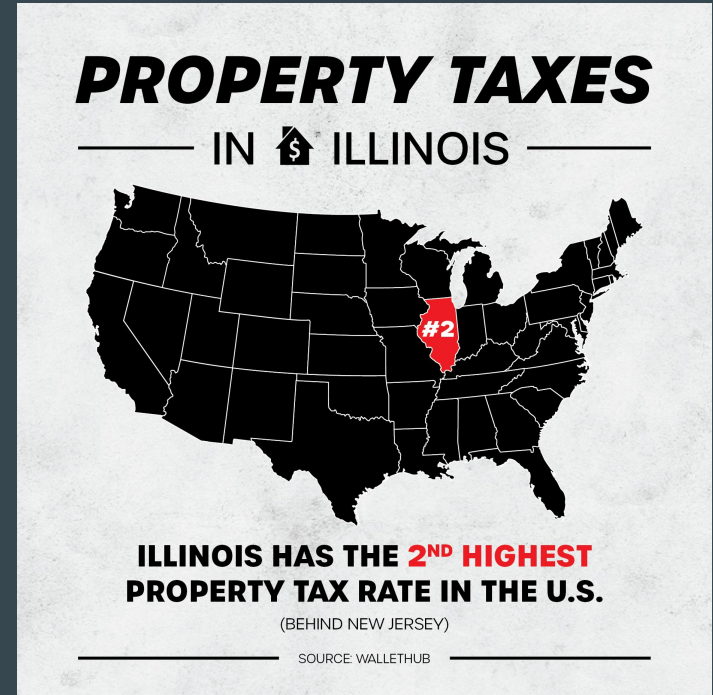 PROPERTY TAXES
IN $ ILLINOIS
#2
ILLINOIS HAS THE 2ND HIGHEST
PROPERTY TAX RATE IN THE U.S.
(BEHIND NEW JERSEY)
SOURCE: WALLETHUB